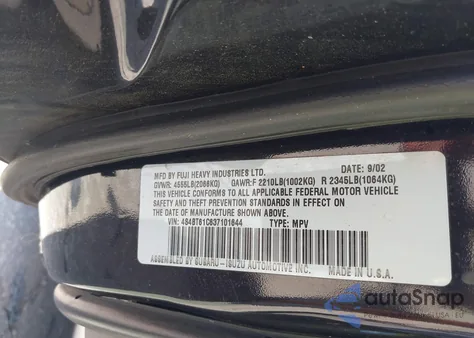 MFD BY FUJI HEAVY INDUSTRIES LTD. DATE: 9/02
GVWR: 4555LB(2066KG) GAWR:F 2210LB(1002KG) R 2345LB(1064KG)
THIS VEHICLE CONFORMS TO ALL APPLICABLE FEDERAL MOTOR VEHICLE
SAFETY AND THEFT PREVENTION STANDARDS IN EFFECT ON
THE DATE OF MANUFACTURE SHOWN ABOVE.
VIN: 4S4BT61C837101644 TYPE: MPV
ASSEMBLED BY SUBARU-ISUZU AUTOMOTIVE INC. MADE IN U.S.A.
autoSnap